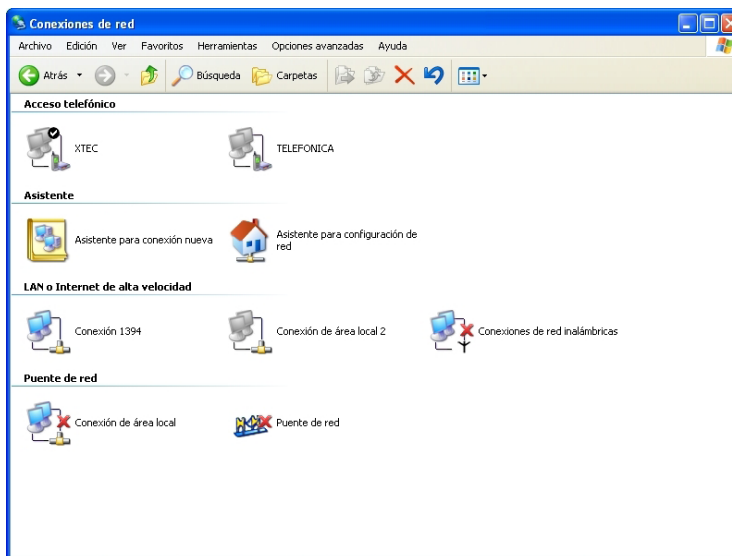 Conexiones de red
Archivo Edición Ver Favoritos Herramientas Opciones avanzadas Ayuda
Atrás Búsqueda Carpetas
Acceso telefónico
XTEC TELEFONICA
Asistente
Asistente para conexión nueva Asistente para configuración de
red
LAN o Internet de alta velocidad
Conexión 1394 Conexión de área local 2 Conexiones de red inalámbricas
Puente de red
Conexión de área local Puente de red